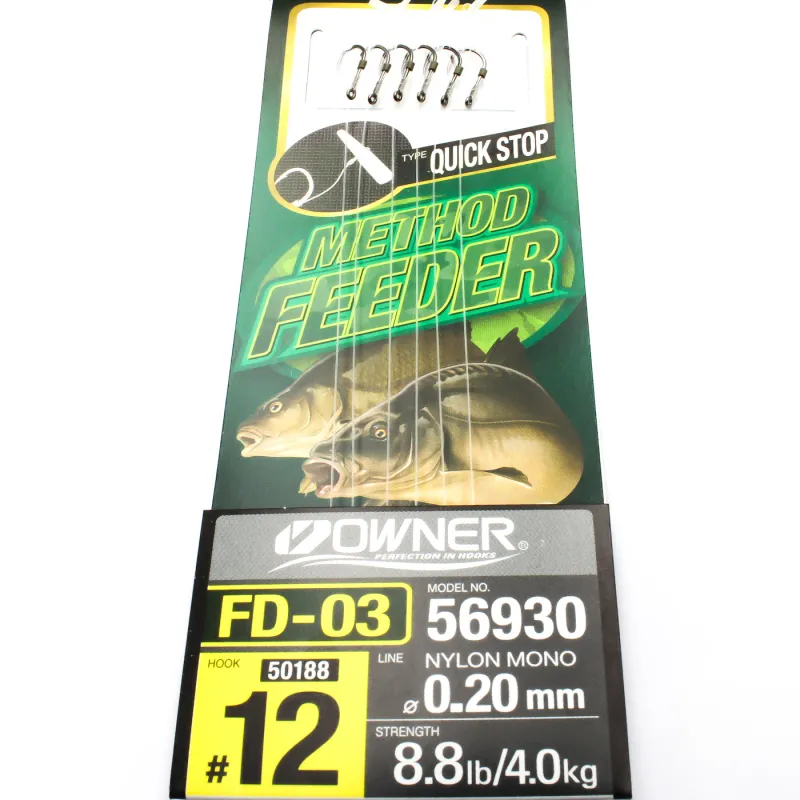 TYPE QUICK STOP
METHOD
FEEDER
OWNER®
PERFECTION IN HOOKS
FD-03
MODEL NO.
56930
HOOK 50188
#12
LINE NYLON MONO
⌀ 0.20 mm
STRENGTH
8.8lb/4.0kg